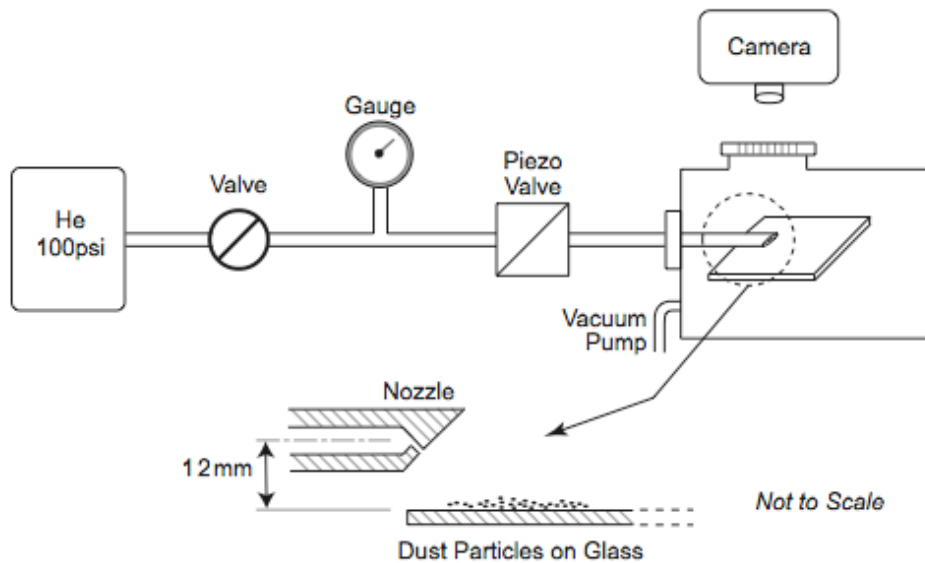 Camera
Gauge
Piezo
Valve
Valve
He
100psi
Vacuum
Pump
Nozzle
12mm
Not to Scale
Dust Particles on Glass